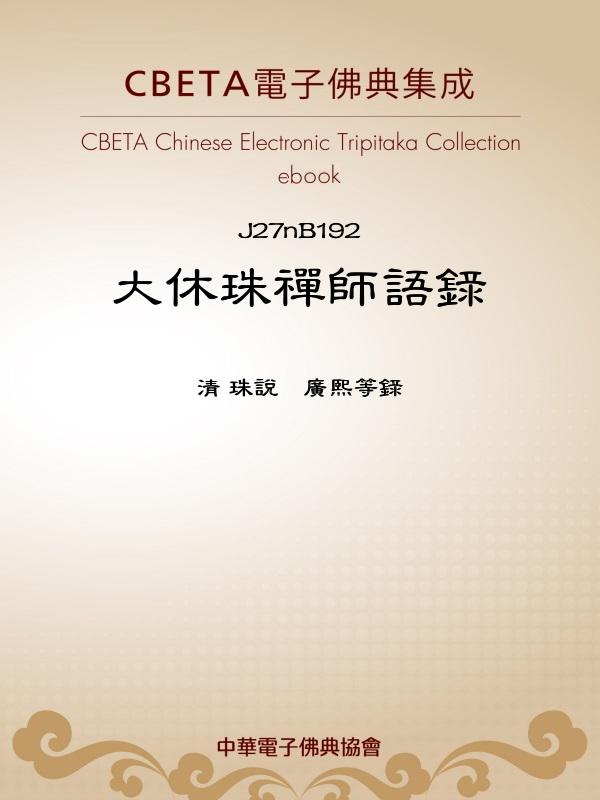 CBETA電子佛典集成
CBETA Chinese Electronic Tripitaka Collection
ebook
J27nB192
大休珠禪師語錄
清 珠說　廣熙等錄
中華電子佛典協會